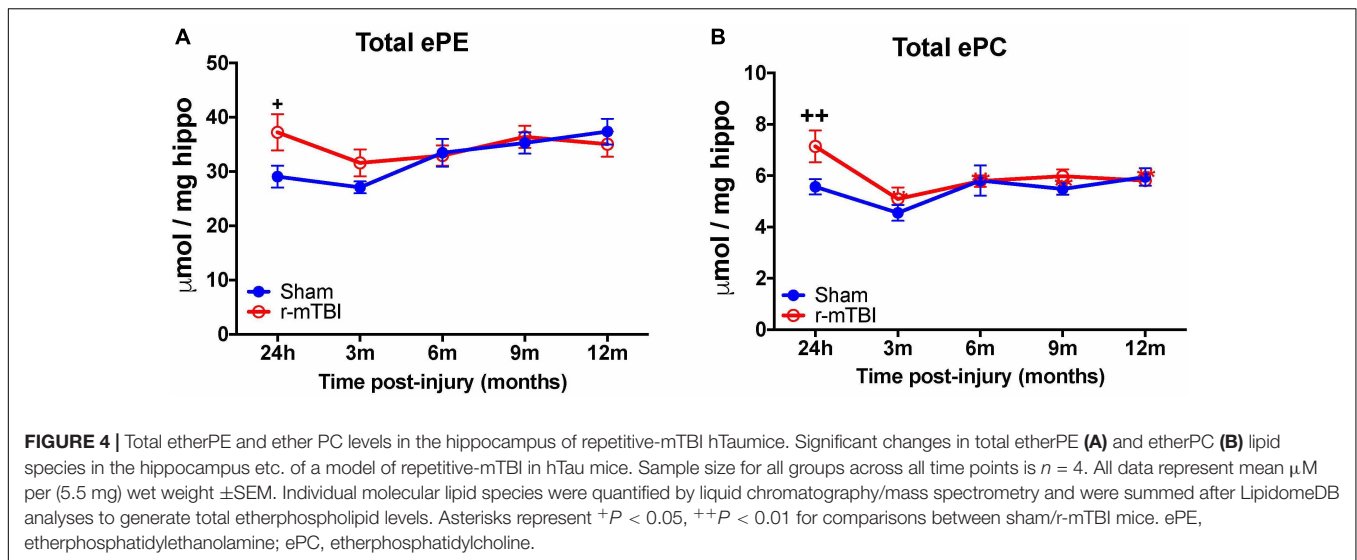 A
Total ePE
50
40
30
20
10
0
μmol / mg hippo
+
Sham
r-mTBI
24h 3m 6m 9m 12m
Time post-injury (months)
B
Total ePC
10
8
6
4
2
0
μmol / mg hippo
++
Sham
r-mTBI
24h 3m 6m 9m 12m
Time post-injury (months)
FIGURE 4 | Total etherPE and ether PC levels in the hippocampus of repetitive-mTBI hTaumice. Significant changes in total etherPE (A) and etherPC (B) lipid
species in the hippocampus etc. of a model of repetitive-mTBI in hTau mice. Sample size for all groups across all time points is n = 4. All data represent mean μM
per (5.5 mg) wet weight ±SEM. Individual molecular lipid species were quantified by liquid chromatography/mass spectrometry and were summed after LipidomeDB
analyses to generate total etherphospholipid levels. Asterisks represent +P < 0.05, ++P < 0.01 for comparisons between sham/r-mTBI mice. ePE,
etherphosphatidylethanolamine; ePC, etherphosphatidylcholine.